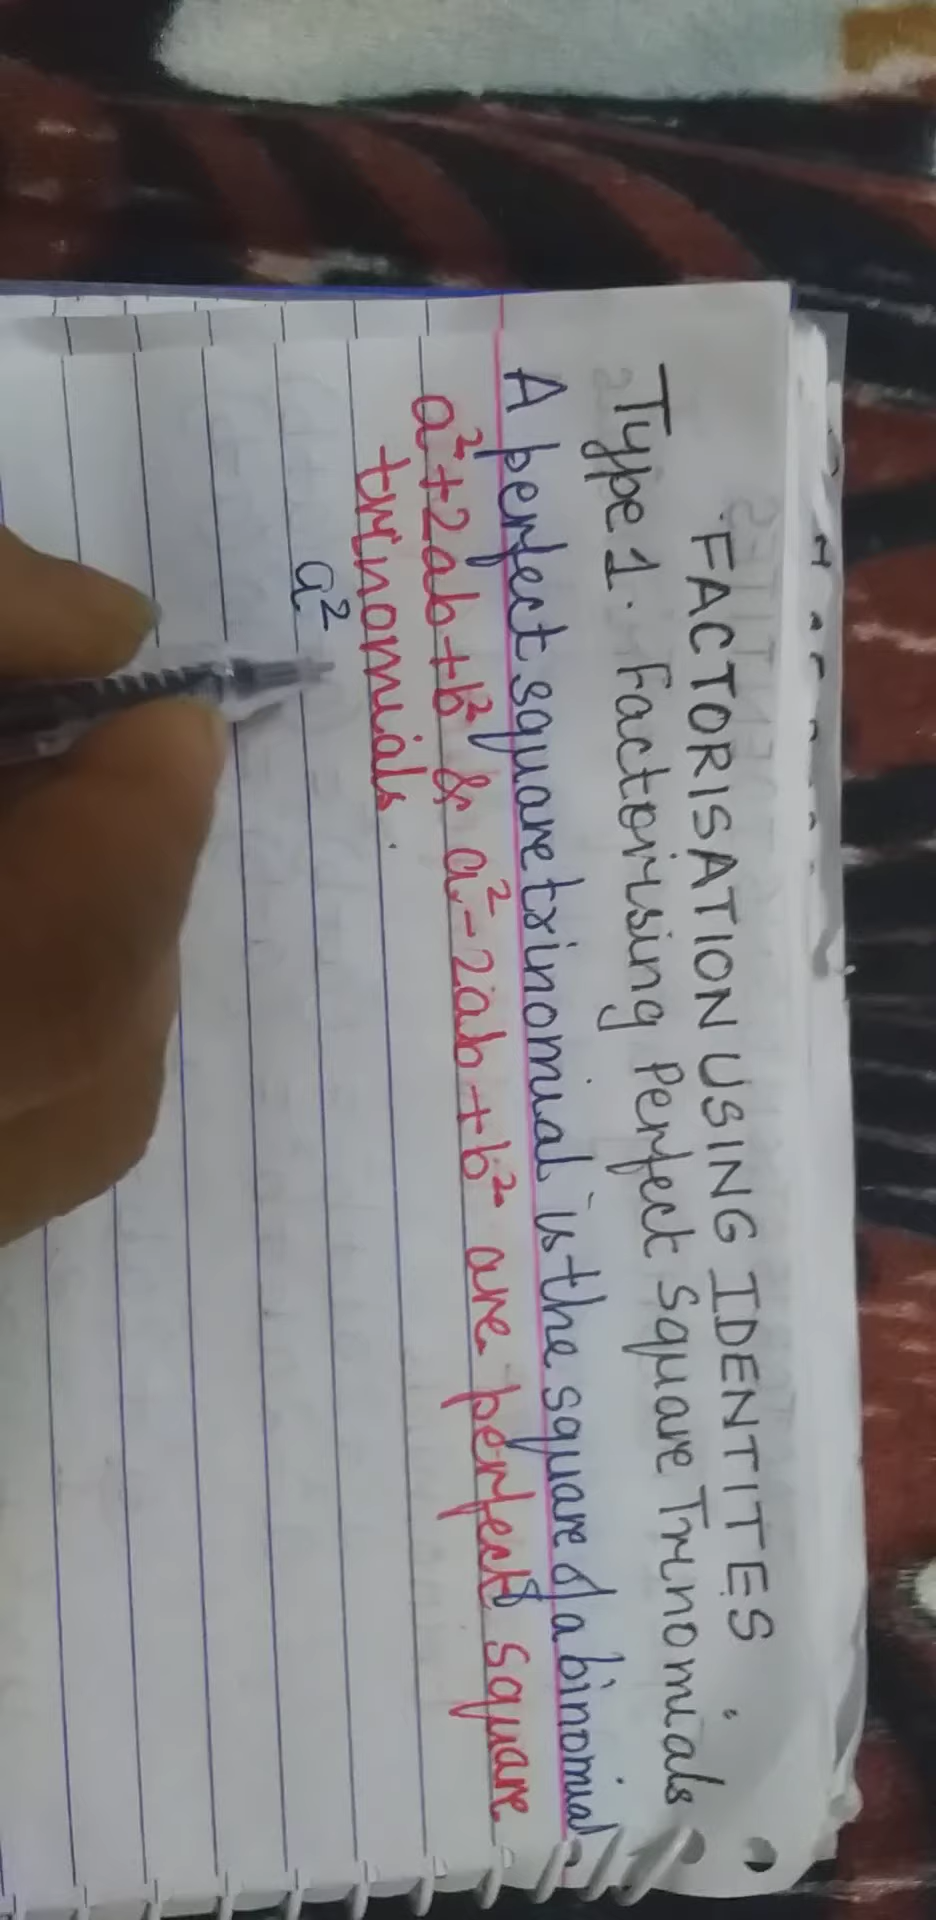 FACTORISATION USING IDENTITES
Type 1. Factorising Perfect Square Trinomials
A perfect square trinomial is the square of a binomial
a²+2ab+b² & a²-2ab+b² are perfect square
trinomials.
a²